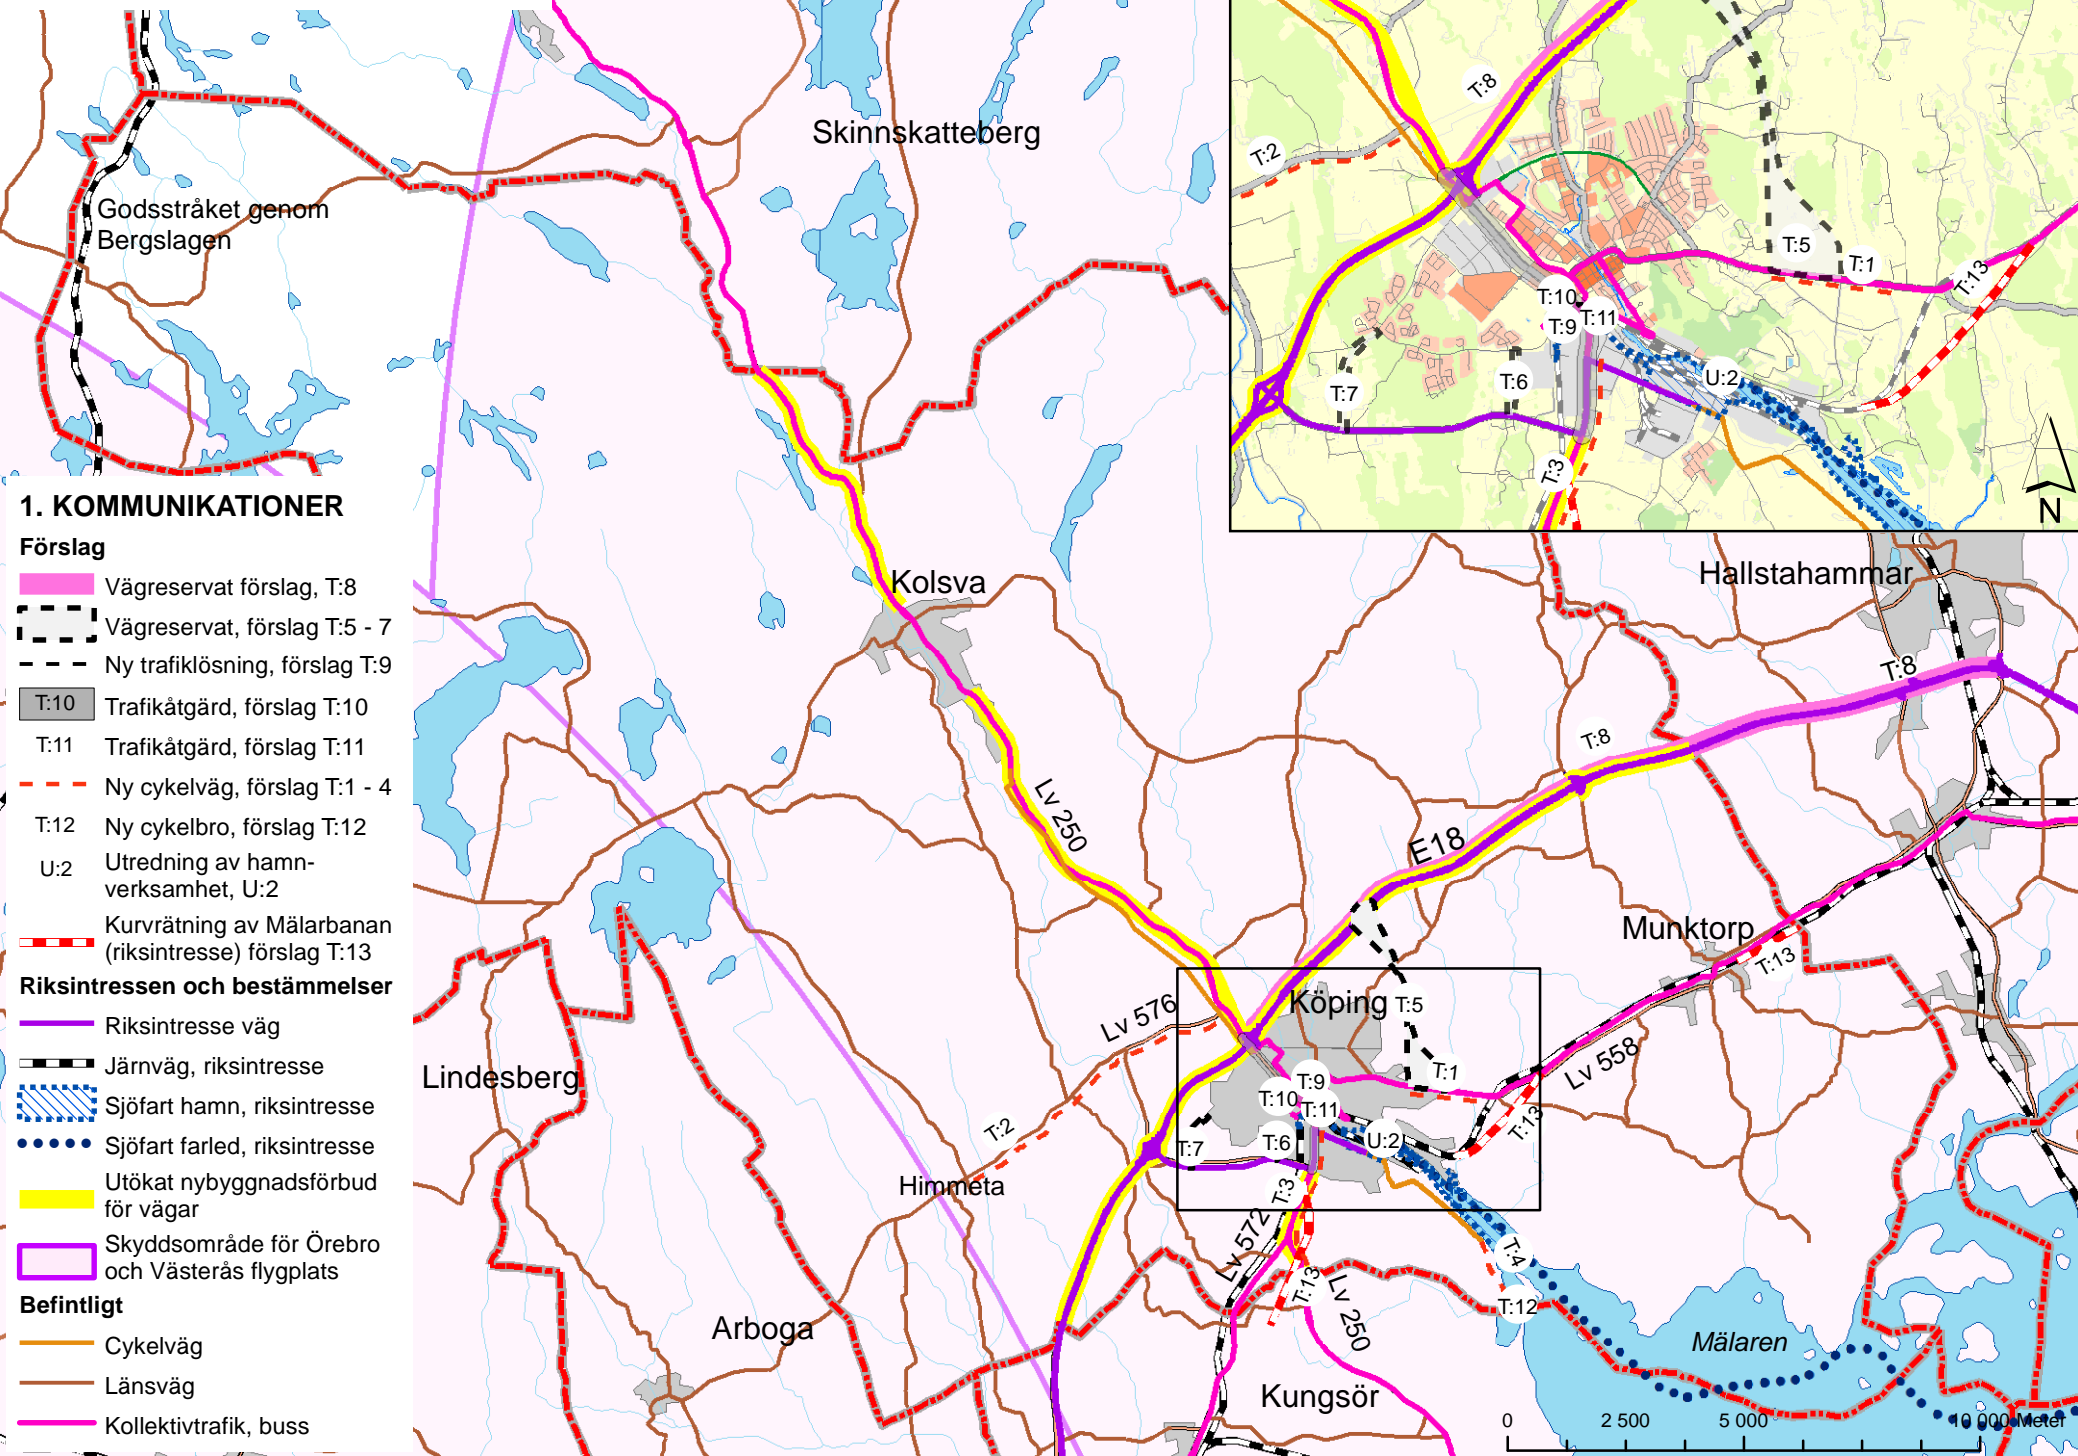 Skinnskatteberg
Godsstråket genom
Bergslagen
T:8
T:2
T:5
T:1
T:13
T:10
T:9
T:11
U:2
T:6
T:7
T:3
N
1. KOMMUNIKATIONER
Förslag
Vägreservat förslag, T:8
Vägreservat, förslag T:5 - 7
Ny trafiklösning, förslag T:9
T:10 Trafikåtgärd, förslag T:10
T:11 Trafikåtgärd, förslag T:11
Ny cykelväg, förslag T:1 - 4
T:12 Ny cykelbro, förslag T:12
U:2 Utredning av hamn-
verksamhet, U:2
Kurvrätning av Mälarbanan
(riksintresse) förslag T:13
Riksintressen och bestämmelser
Riksintresse väg
Järnväg, riksintresse
Sjöfart hamn, riksintresse
Sjöfart farled, riksintresse
Utökat nybyggnadsförbud
för vägar
Skyddsområde för Örebro
och Västerås flygplats
Befintligt
Cykelväg
Länsväg
Kollektivtrafik, buss
Kolsva
Hallstahammar
T:8
T:8
Lv 250
E18
Munktorp
T:13
Köping
T:5
Lv 576
Lv 558
Lindesberg
T:9
T:1
T:10
T:11
T:13
T:2
T:7
T:6
U:2
Himmeta
T:3
Lv 572
T:4
T:13
Lv 250
T:12
Arboga
Mälaren
Kungsör
0 2 500 5 000 10 000 Meter